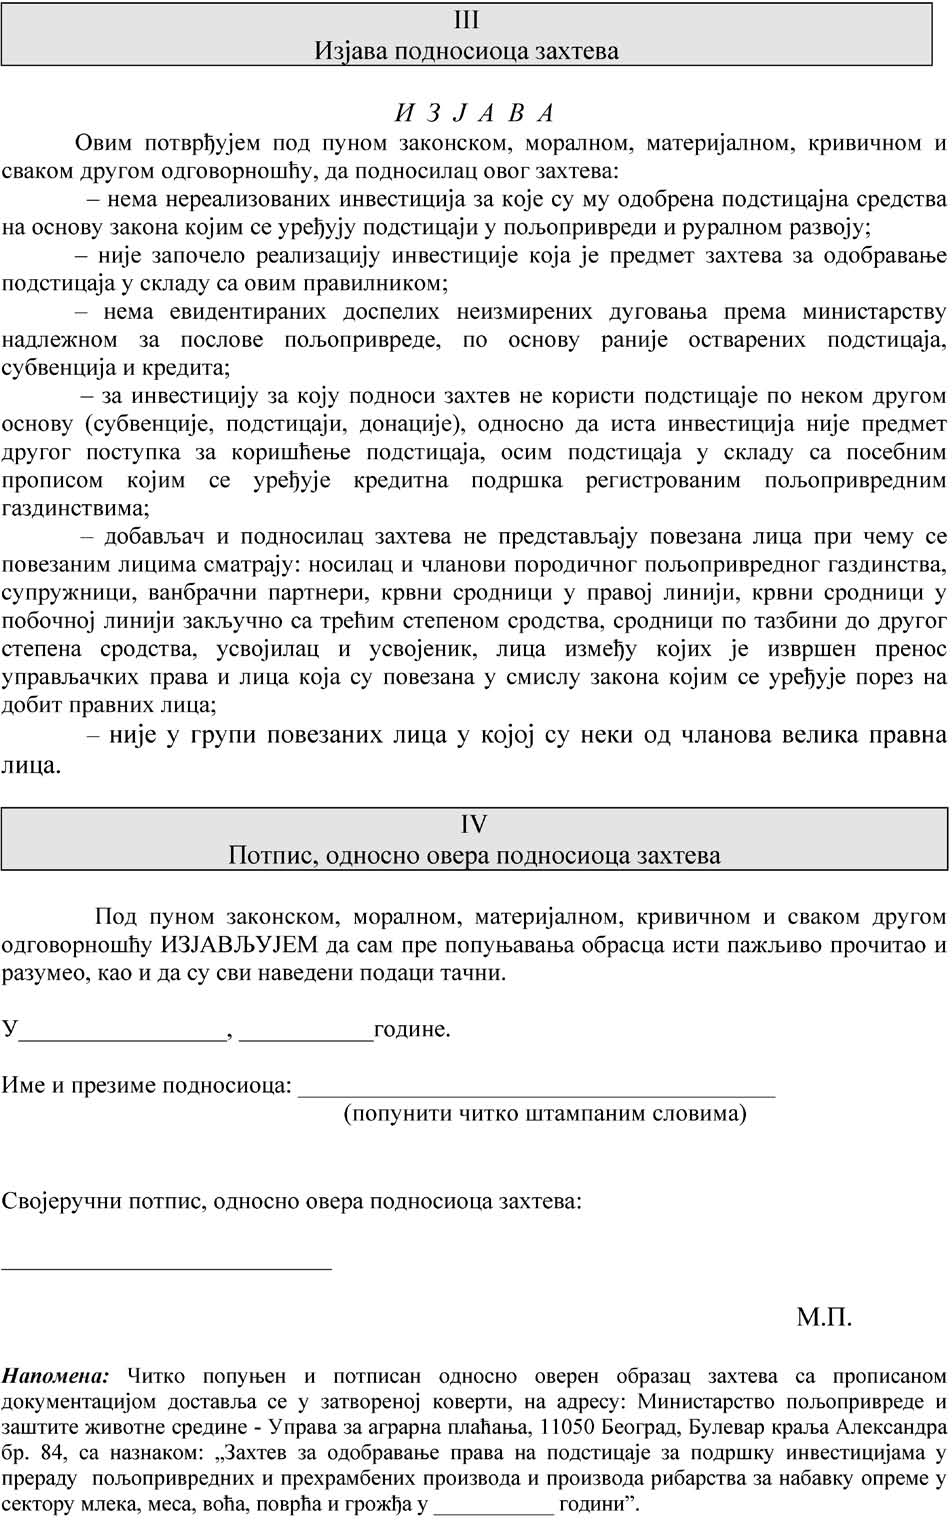 III
Изјава подносиоца захтева
И З Ј А В А
Овим потврђујем под пуном законском, моралном, материјалном, кривичном и
сваком другом одговорношћу, да подносилац овог захтева:
– нема нереализованих инвестиција за које су му одобрена подстицајна средства
на основу закона којим се уређују подстицаји у пољопривреди и руралном развоју;
– није започело реализацију инвестиције која је предмет захтева за одобравање
подстицаја у складу са овим правилником;
– нема евидентираних доспелих неизмирених дуговања према министарству
надлежном за послове пољопривреде, по основу раније остварених подстицаја,
субвенција и кредита;
– за инвестицију за коју подноси захтев не користи подстицаје по неком другом
основу (субвенције, подстицаји, донације), односно да иста инвестиција није предмет
другог поступка за коришћење подстицаја, осим подстицаја у складу са посебним
прописом којим се уређује кредитна подршка регистрованим пољопривредним
газдинствима;
– добављач и подносилац захтева не представљају повезана лица при чему се
повезаним лицима сматрају: носилац и чланови породичног пољопривредног газдинства,
супружници, ванбрачни партнери, крвни сродници у правој линији, крвни сродници у
побочној линији закључно са трећим степеном сродства, сродници по тазбини до другог
степена сродства, усвојилац и усвојеник, лица између којих је извршен пренос
управљачких права и лица која су повезана у смислу закона којим се уређује порез на
добит правних лица;
– није у групи повезаних лица у којој су неки од чланова велика правна
лица.
IV
Потпис, односно овера подносиоца захтева
Под пуном законском, моралном, материјалном, кривичном и сваком другом
одговорношћу ИЗЈАВЉУЈЕМ да сам пре попуњавања обрасца исти пажљиво прочитао и
разумео, као и да су сви наведени подаци тачни.
У_________________, ___________године.
Име и презиме подносиоца: _______________________________________
(попунити читко штампаним словима)
Својеручни потпис, односно овера подносиоца захтева:
___________________________
М.П.
Напомена: Читко попуњен и потписан односно оверен образац захтева са прописаном
документацијом доставља се у затвореној коверти, на адресу: Министарство пољопривреде и
заштите животне средине - Управа за аграрна плаћања, 11050 Београд, Булевар краља Александра
бр. 84, са назнаком: „Захтев за одобравање права на подстицаје за подршку инвестицијама у
прераду пољопривредних и прехрамбених производа и производа рибарства за набавку опреме у
сектору млека, меса, воћа, поврћа и грожђа у ___________ години”.